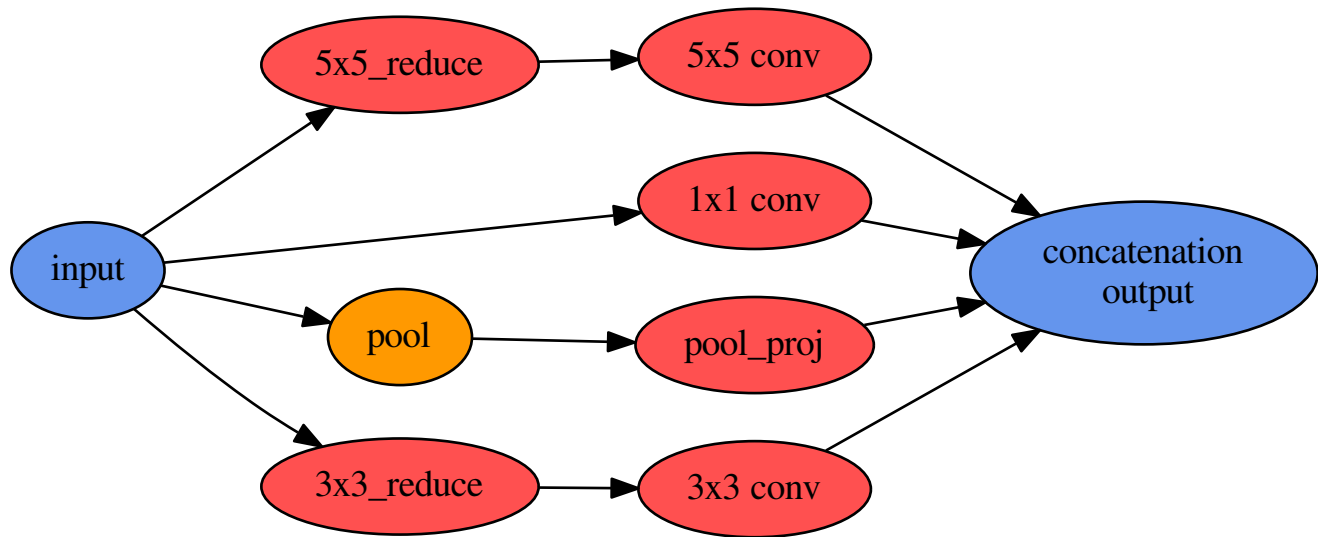 5x5_reduce
5x5 conv
1x1 conv
input
concatenation
output
pool
pool_proj
3x3_reduce
3x3 conv